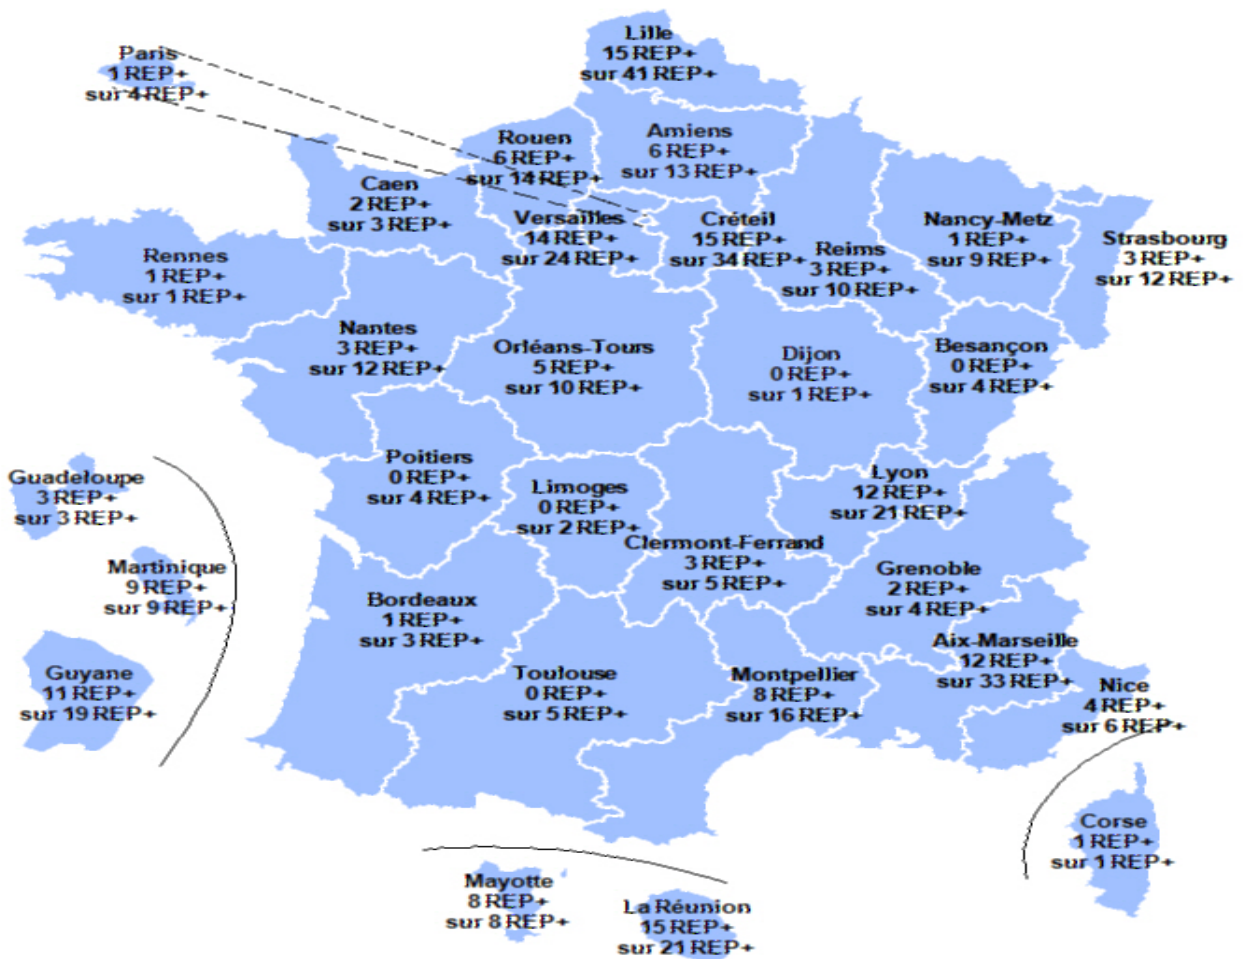 Lille
15 REP+
sur 41 REP+
Paris
1 REP+
sur 4 REP+
Rouen
6 REP+
sur 14 REP+
Amiens
6 REP+
sur 13 REP+
Caen
2 REP+
sur 3 REP+
Versailles
14 REP+
sur 24 REP+
Créteil
15 REP+
sur 34 REP+
Reims
3 REP+
sur 10 REP+
Nancy-Metz
1 REP+
sur 9 REP+
Strasbourg
3 REP+
sur 12 REP+
Rennes
1 REP+
sur 1 REP+
Nantes
3 REP+
sur 12 REP+
Orléans-Tours
5 REP+
sur 10 REP+
Dijon
0 REP+
sur 1 REP+
Besançon
0 REP+
sur 4 REP+
Poitiers
0 REP+
sur 4 REP+
Limoges
0 REP+
sur 2 REP+
Lyon
12 REP+
sur 21 REP+
Clermont-Ferrand
3 REP+
sur 5 REP+
Grenoble
2 REP+
sur 4 REP+
Guadeloupe
3 REP+
sur 3 REP+
Martinique
9 REP+
sur 9 REP+
Guyane
11 REP+
sur 19 REP+
Bordeaux
1 REP+
sur 3 REP+
Toulouse
0 REP+
sur 5 REP+
Montpellier
8 REP+
sur 16 REP+
Aix-Marseille
12 REP+
sur 33 REP+
Nice
4 REP+
sur 6 REP+
Corse
1 REP+
sur 1 REP+
Mayotte
8 REP+
sur 8 REP+
La Réunion
15 REP+
sur 21 REP+